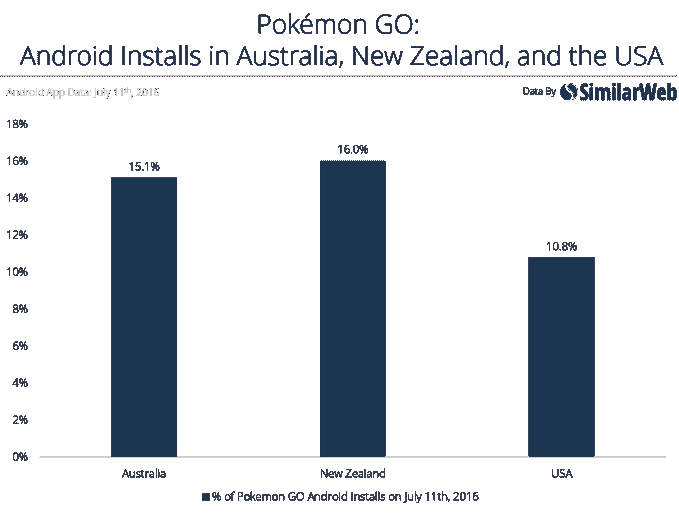 Pokémon GO:
Android Installs in Australia, New Zealand, and the USA
Android App Data: July 11th, 2016
Data By SimilarWeb
18%
16%
14%
12%
10%
8%
6%
4%
2%
0%
15.1%
16.0%
10.8%
Australia
New Zealand
USA
% of Pokemon GO Android Installs on July 11th, 2016